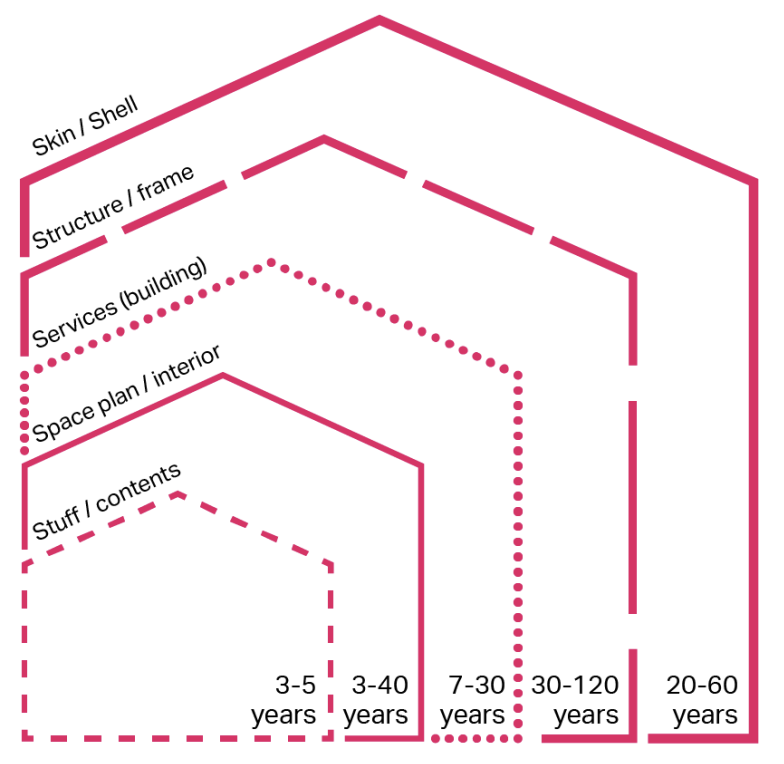 Skin / Shell
Structure / frame
Services (building)
Space plan / interior
Stuff / contents
3-5
years
3-40
years
7-30
years
30-120
years
20-60
years